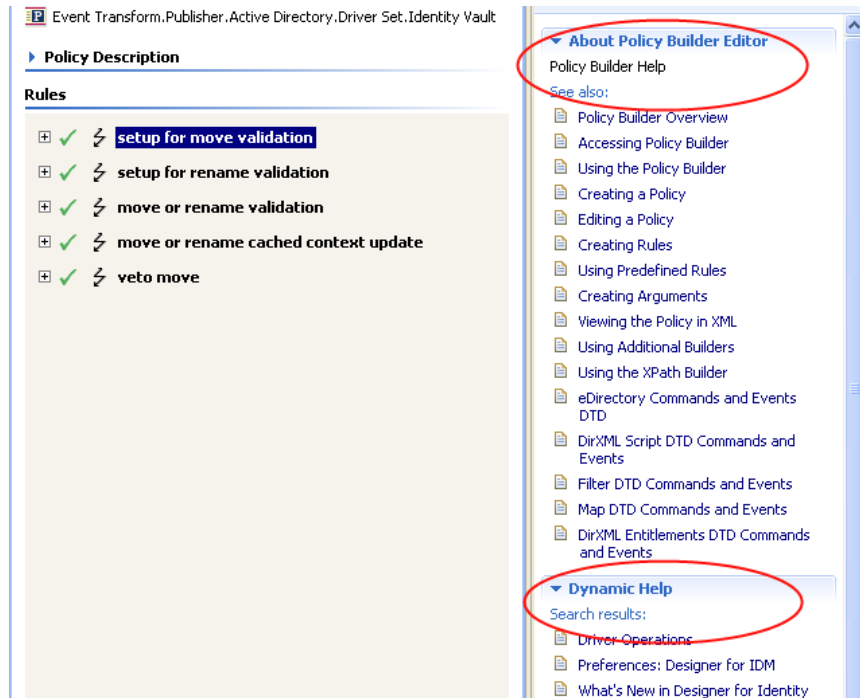 Event Transform.Publisher.Active Directory.Driver Set.Identity Vault
Policy Description
Rules
setup for move validation
setup for rename validation
move or rename validation
move or rename cached context update
veto move
About Policy Builder Editor
Policy Builder Help
See also:
Policy Builder Overview
Accessing Policy Builder
Using the Policy Builder
Creating a Policy
Editing a Policy
Creating Rules
Using Predefined Rules
Creating Arguments
Viewing the Policy in XML
Using Additional Builders
Using the XPath Builder
eDirectory Commands and Events
DTD
DirXML Script DTD Commands and
Events
Filter DTD Commands and Events
Map DTD Commands and Events
DirXML Entitlements DTD Commands
and Events
Dynamic Help
Search results:
Driver Operations
Preferences: Designer for IDM
What's New in Designer for Identity